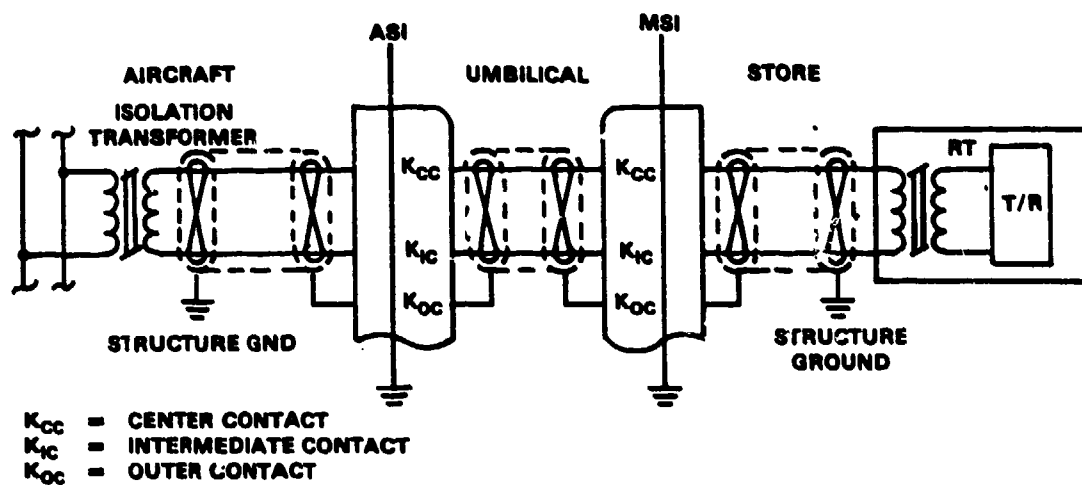 ASI
MSI
AIRCRAFT
UMBILICAL
STORE
ISOLATION
TRANSFORMER
RT
T/R
KCC
KCC
KIC
KIC
KOC
KOC
STRUCTURE GND
STRUCTURE
GROUND
KCC = CENTER CONTACT
KIC = INTERMEDIATE CONTACT
KOC = OUTER CONTACT